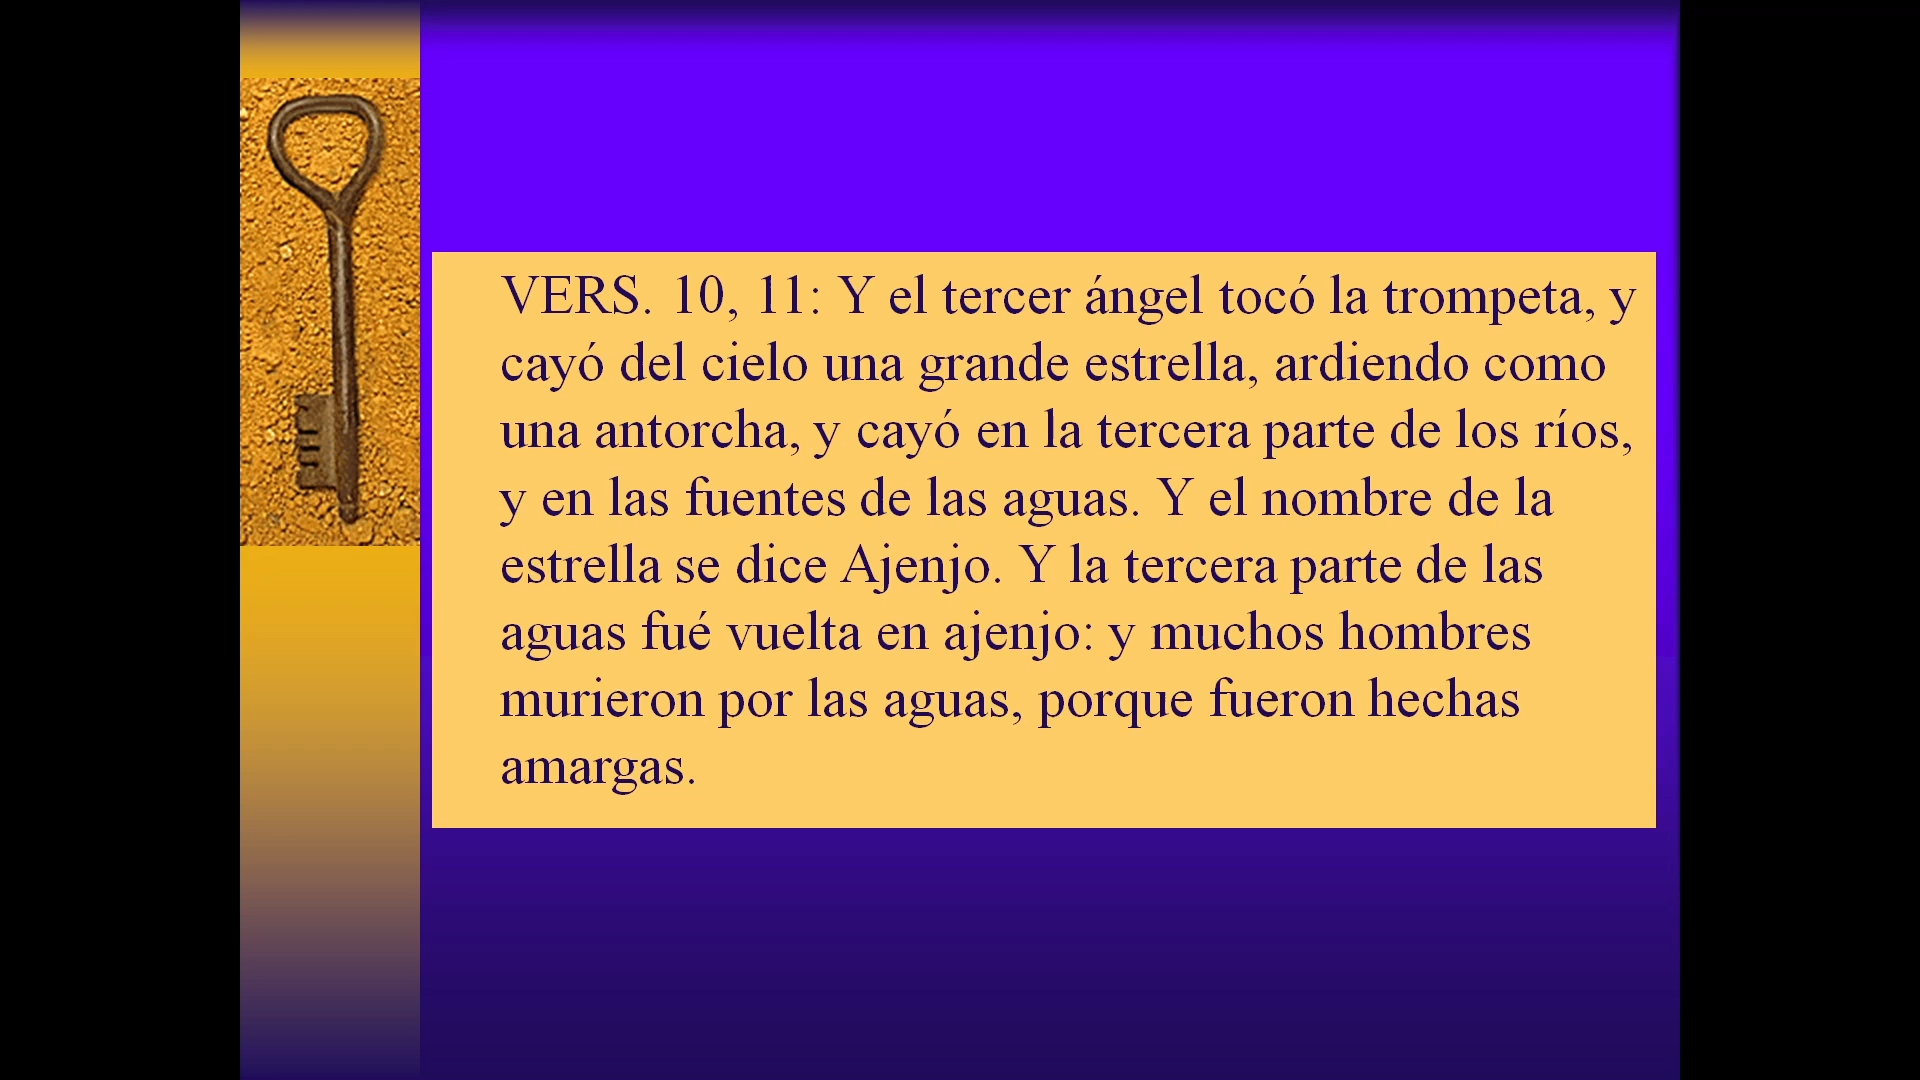 VERS. 10, 11: Y el tercer ángel tocó la trompeta, y
cayó del cielo una grande estrella, ardiendo como
una antorcha, y cayó en la tercera parte de los ríos,
y en las fuentes de las aguas. Y el nombre de la
estrella se dice Ajenjo. Y la tercera parte de las
aguas fué vuelta en ajenjo: y muchos hombres
murieron por las aguas, porque fueron hechas
amargas.